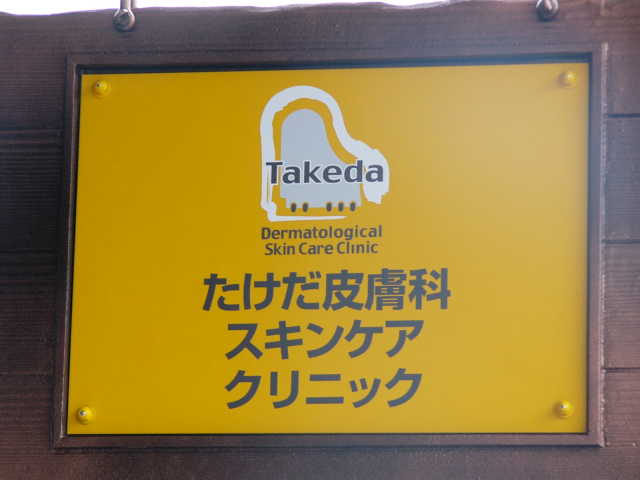 Takeda
Dermatological
Skin Care Clinic
たけだ皮膚科
スキンケア
クリニック